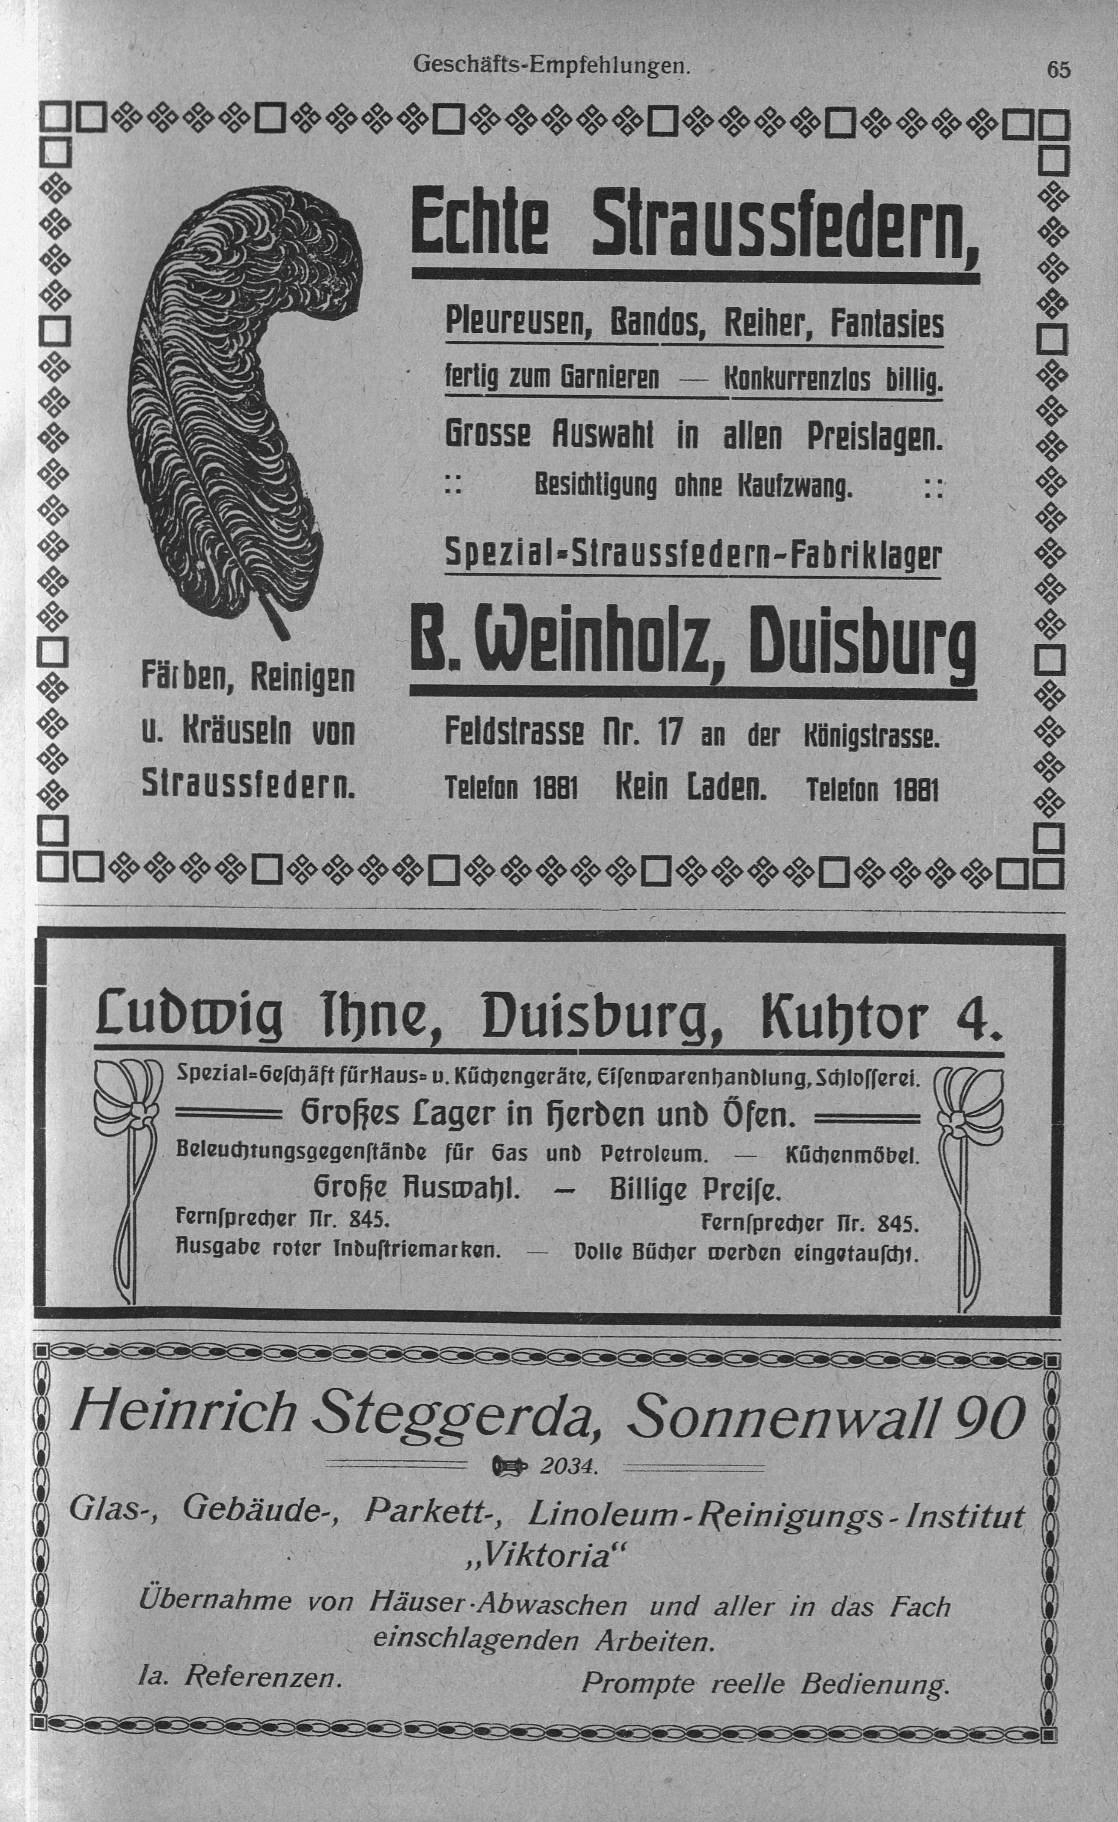 Geschäfts-Empfehlungen.
65
Echte Straussfedern,
Pleureusen, Bandos, Reiher, Fantasies
fertig zum Garnieren — Konkurrenzlos billig.
Grosse Auswahl in allen Preislagen.
:: Besichtigung ohne Kaufzwang. ::
Spezial-Straussfedern-Fabriklager
B. Weinholz, Duisburg
Feldstrasse Nr. 17 an der Königstrasse.
Telefon 1881 Kein Laden. Telefon 1881
Färben, Reinigen
u. Kräuseln von
Straussfedern.
Ludwig Ihne, Duisburg, Kuhtor 4.
Spezial=Geſchäft für Haus= u. Küchengeräte, Eiſenwarenhandlung, Schloſſerei.
Großes Lager in Herden und Öfen.
Beleuchtungsgegenſtände für Gas und Petroleum. — Küchenmöbel.
Große Auswahl. — Billige Preiſe.
Fernſprecher Nr. 845. Fernſprecher Nr. 845.
Ausgabe roter Induſtriemarken. — Volle Bücher werden eingetauſcht.
Heinrich Steggerda, Sonnenwall 90
2034.
Glas-, Gebäude-, Parkett-, Linoleum-Reinigungs-Institut
„Viktoria“
Übernahme von Häuser-Abwaschen und aller in das Fach
einschlagenden Arbeiten.
Ia. Referenzen. Prompte reelle Bedienung.